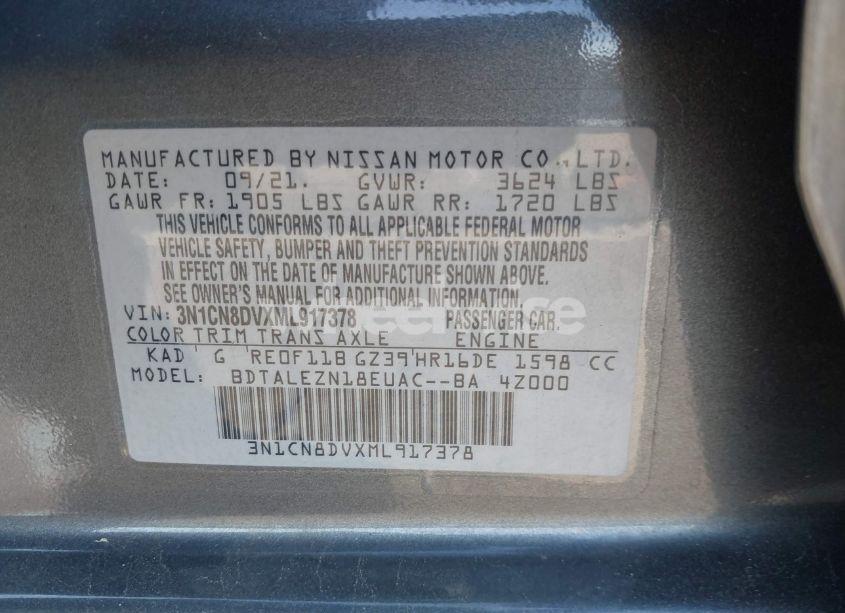 MANUFACTURED BY NISSAN MOTOR CO., LTD.
DATE: 09/21. GVWR: 3624 LBS
GAWR FR: 1905 LBS GAWR RR: 1720 LBS
THIS VEHICLE CONFORMS TO ALL APPLICABLE FEDERAL MOTOR
VEHICLE SAFETY, BUMPER AND THEFT PREVENTION STANDARDS
IN EFFECT ON THE DATE OF MANUFACTURE SHOWN ABOVE.
SEE OWNER'S MANUAL FOR ADDITIONAL INFORMATION.
VIN: 3N1CN8DVXML917378 PASSENGER CAR.
COLOR TRIM TRANS AXLE ENGINE
KAD G RE0F11B GZ39 HR16DE 1598 CC
MODEL: BDTALEZN18EUAC--BA 4Z000
3N1CN8DVXML917378